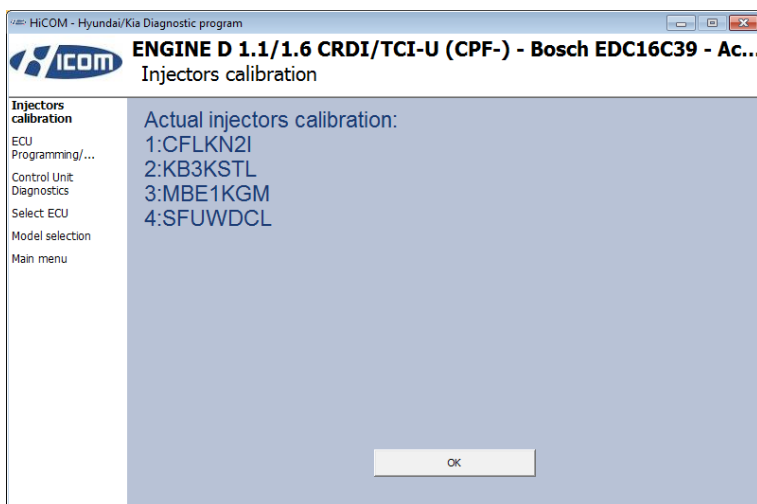 HiCOM - Hyundai/Kia Diagnostic program
HICOM
ENGINE D 1.1/1.6 CRDI/TCI-U (CPF-) - Bosch EDC16C39 - Ac...
Injectors calibration
Injectors
calibration
ECU
Programming/...
Control Unit
Diagnostics
Select ECU
Model selection
Main menu
Actual injectors calibration:
1:CFLKN2I
2:KB3KSTL
3:MBE1KGM
4:SFUWDCL
OK